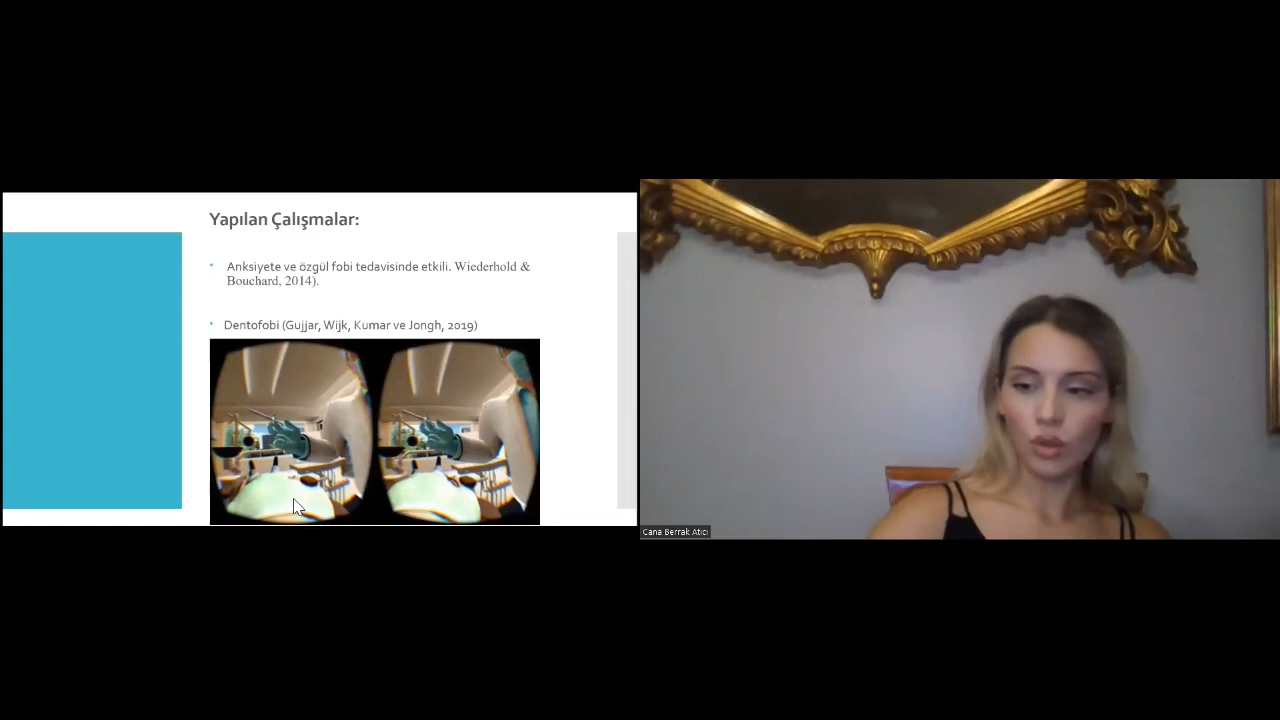 Yapılan Çalışmalar:
• Anksiyete ve özgül fobi tedavisinde etkili. Wiederhold &
Bouchard, 2014).
• Dentofobi (Gujjar, Wijk, Kumar ve Jongh, 2019)
Cana Berrak Atıcı